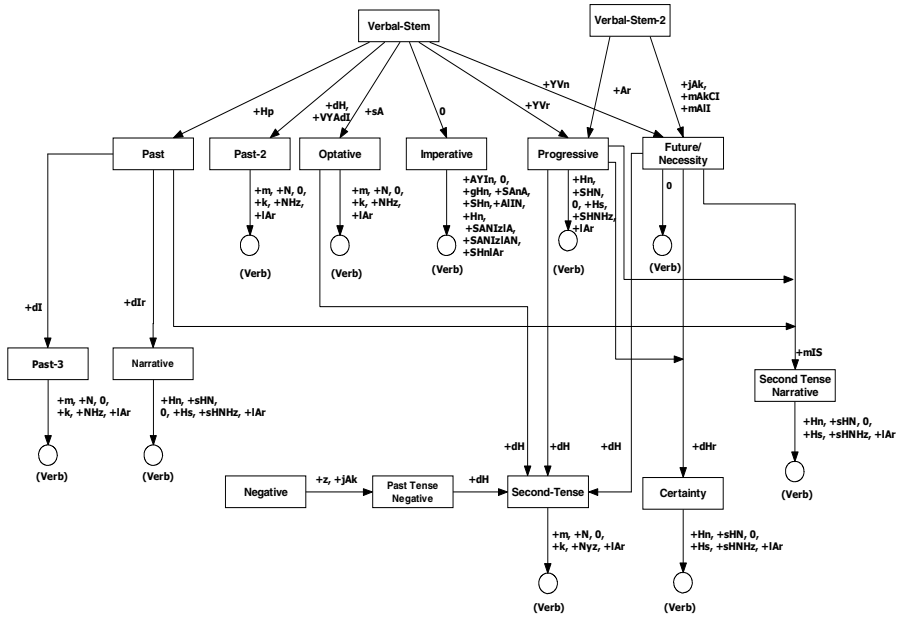 Verbal-Stem
Verbal-Stem-2
+Hp
+dH,
+VYAdI
+sA
0
+YVr
+YVn
+Ar
+jAk,
+mAkCI
+mAlI
Past
Past-2
Optative
Imperative
Progressive
Future/
Necessity
+m, +N, 0,
+k, +NHz,
+lAr
(Verb)
+m, +N, 0,
+k, +NHz,
+lAr
(Verb)
+AYIn, 0,
+gHn, +SAnA,
+SHn,+AlIN,
+Hn,
+SANIzlA,
+SANIzlAN,
+SHnlAr
(Verb)
+Hn,
+SHN,
0, +Hs,
+SHNHz,
+lAr
(Verb)
0
(Verb)
+dI
+dIr
+mIS
Past-3
Narrative
Second Tense
Narrative
+m, +N, 0,
+k, +NHz, +lAr
(Verb)
+Hn, +sHN,
0, +Hs, +sHNHz, +lAr
(Verb)
+Hn, +sHN, 0,
+Hs, +sHNHz, +lAr
(Verb)
+dH
+dH
+dH
+dHr
Negative
+z, +jAk
Past Tense
Negative
+dH
Second-Tense
Certainty
+m, +N, 0,
+k, +Nyz, +lAr
(Verb)
+Hn, +sHN, 0,
+Hs, +sHNHz, +lAr
(Verb)